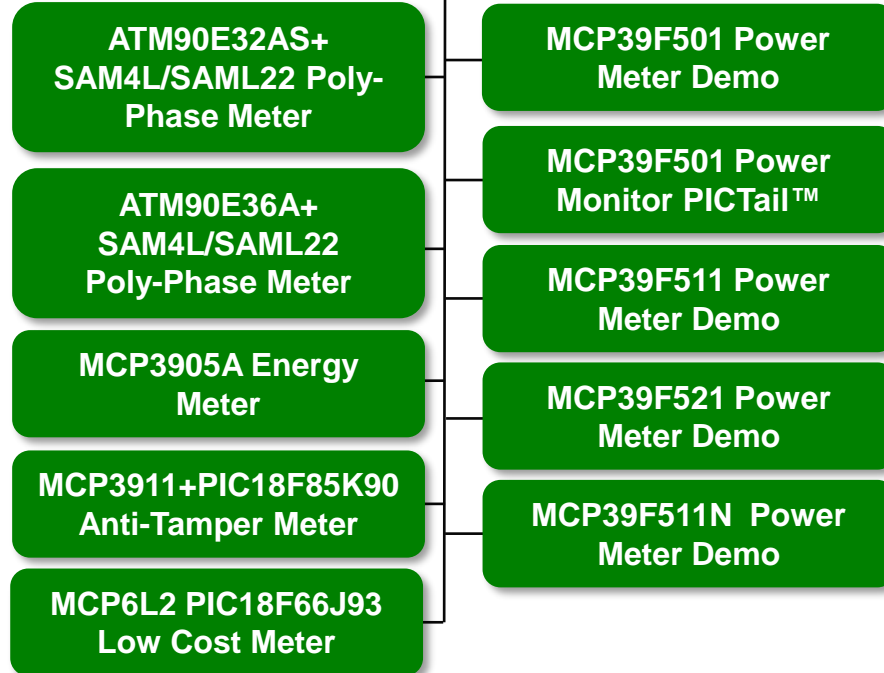 ATM90E32AS+
SAM4L/SAML22 Poly-
Phase Meter
ATM90E36A+
SAM4L/SAML22
Poly-Phase Meter
MCP3905A Energy
Meter
MCP3911+PIC18F85K90
Anti-Tamper Meter
MCP6L2 PIC18F66J93
Low Cost Meter
MCP39F501 Power
Meter Demo
MCP39F501 Power
Monitor PICTail™
MCP39F511 Power
Meter Demo
MCP39F521 Power
Meter Demo
MCP39F511N Power
Meter Demo